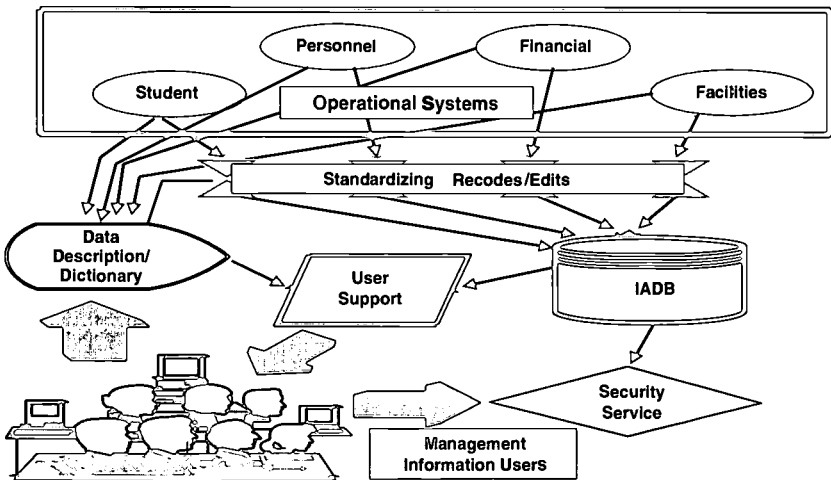 Personnel
Financial
Student
Operational Systems
Facilities
Standardizing Recodes/Edits
Data
Description/
Dictionary
User
Support
IADB
Security
Service
Management
Information Users